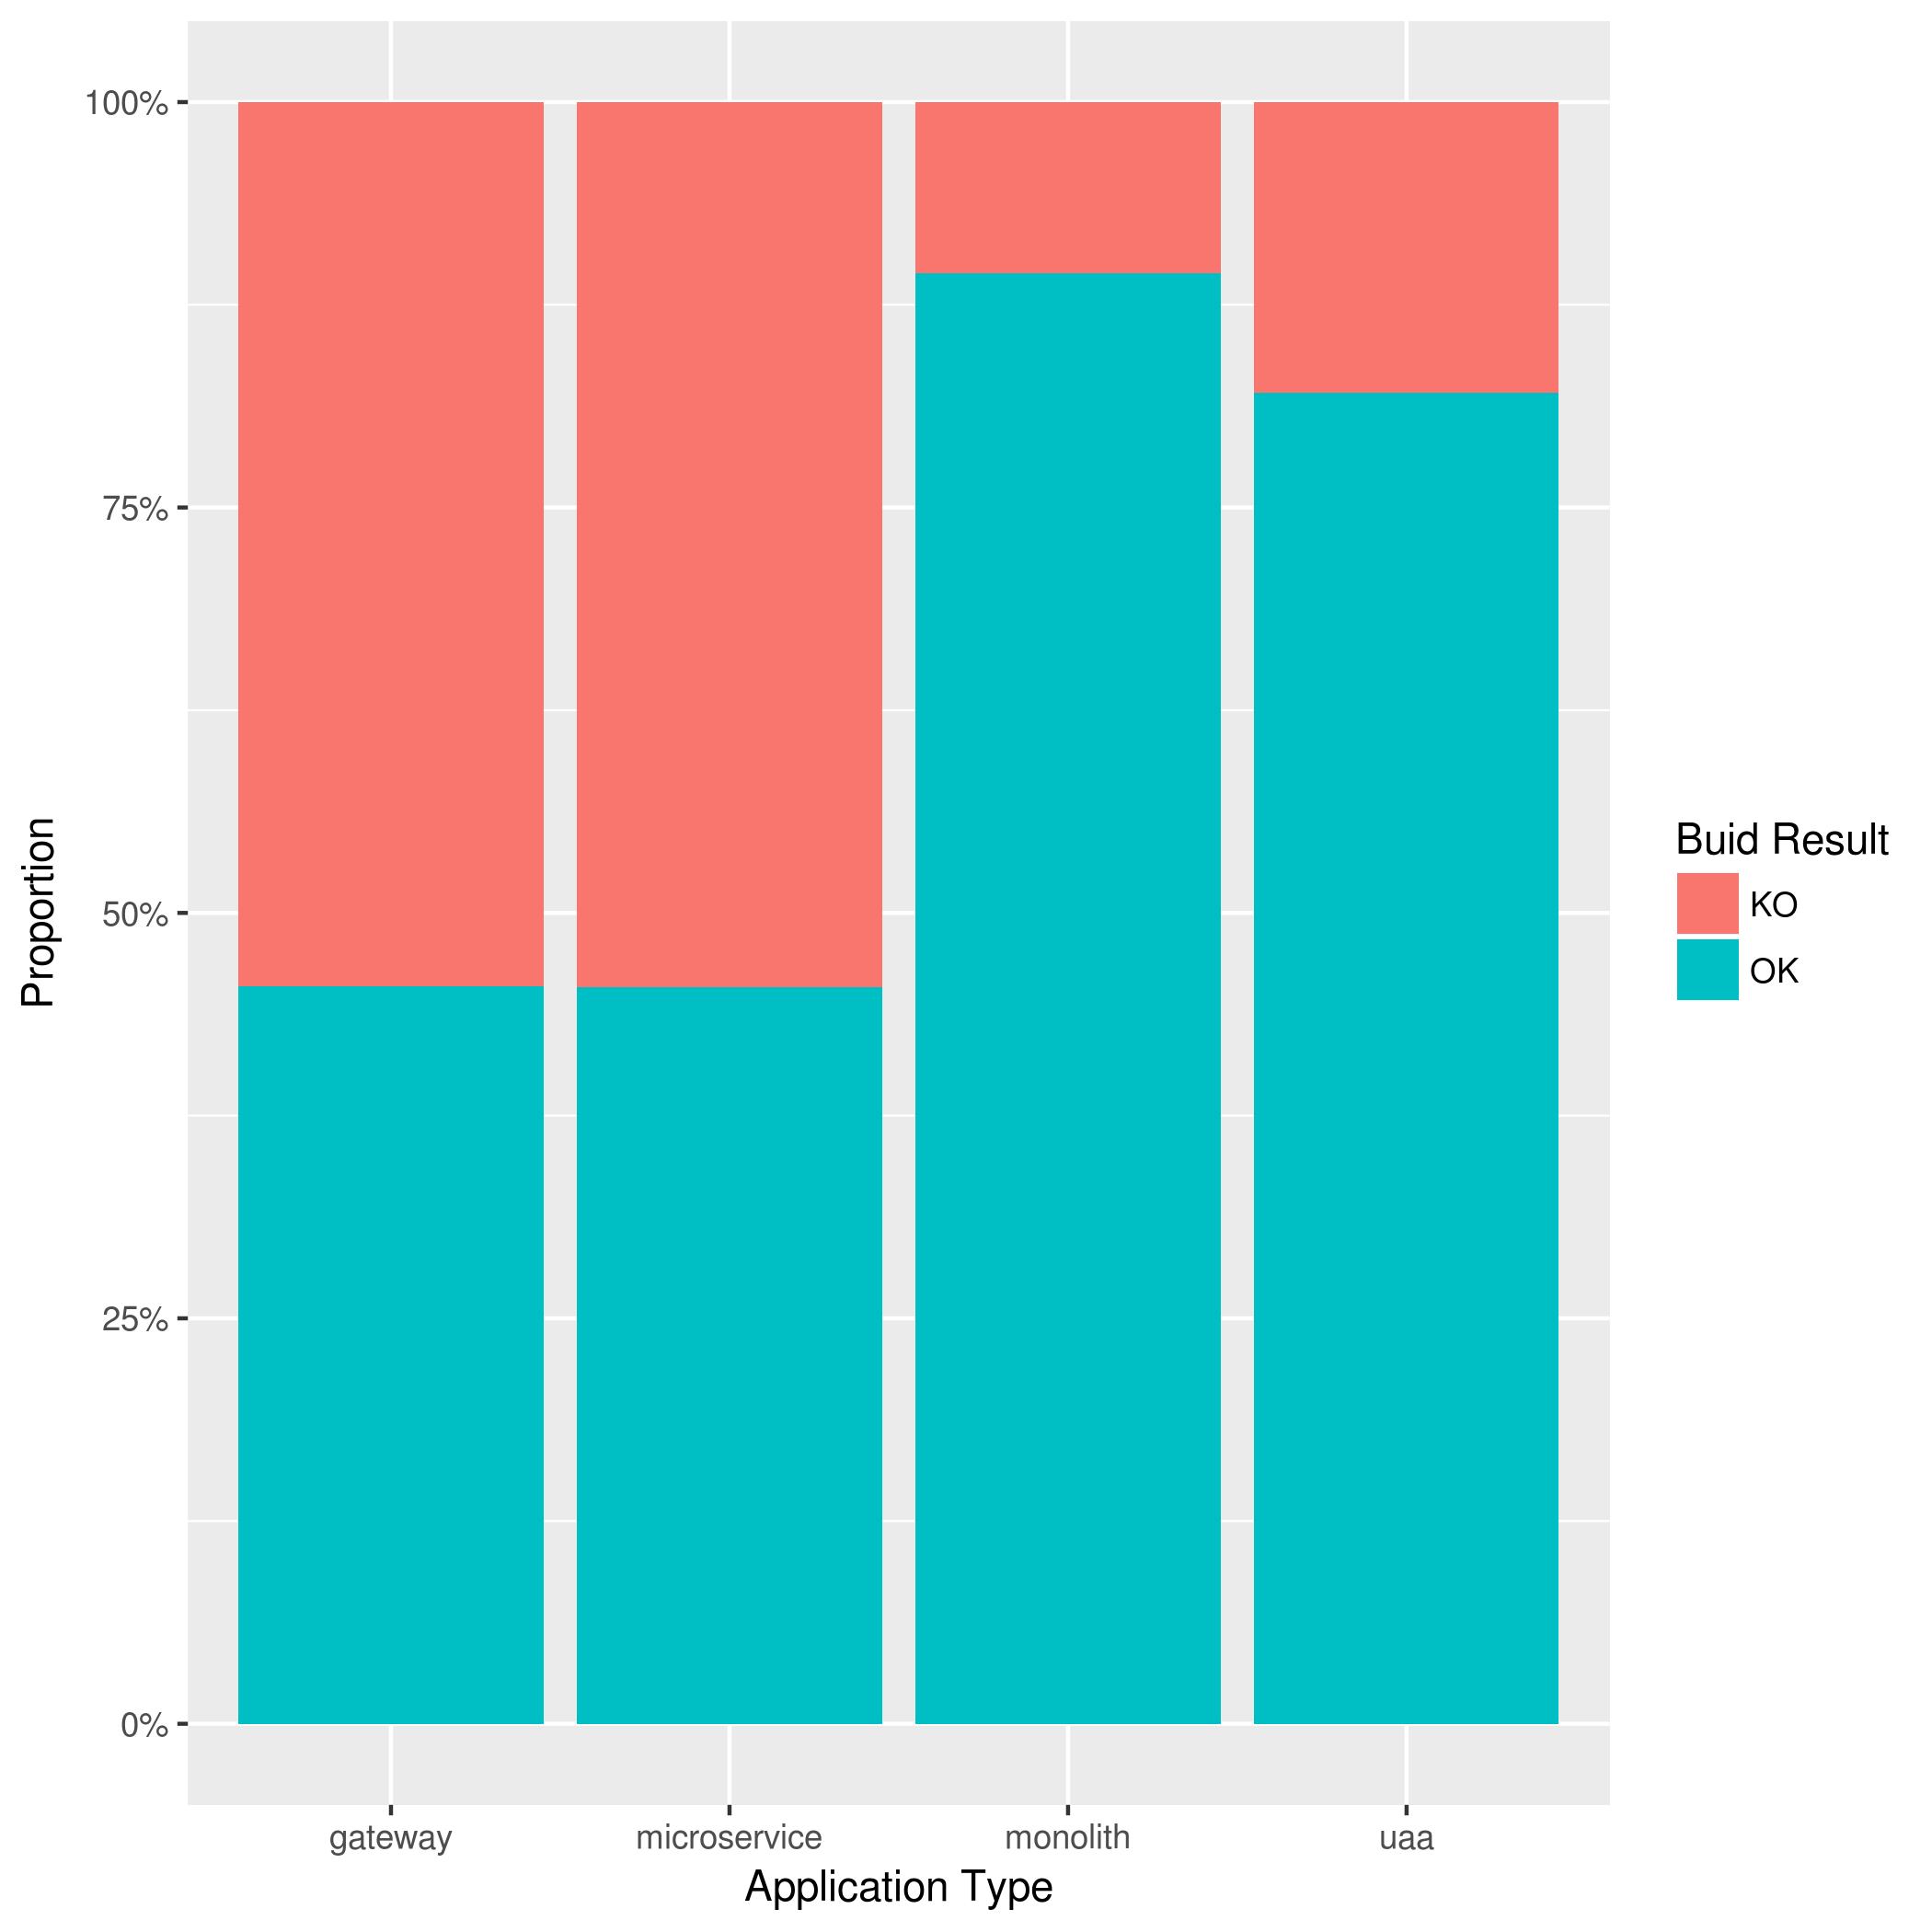 100%
75%
50%
25%
0%
Proportion
gateway microservice monolith uaa
Application Type
Buid Result
KO
OK